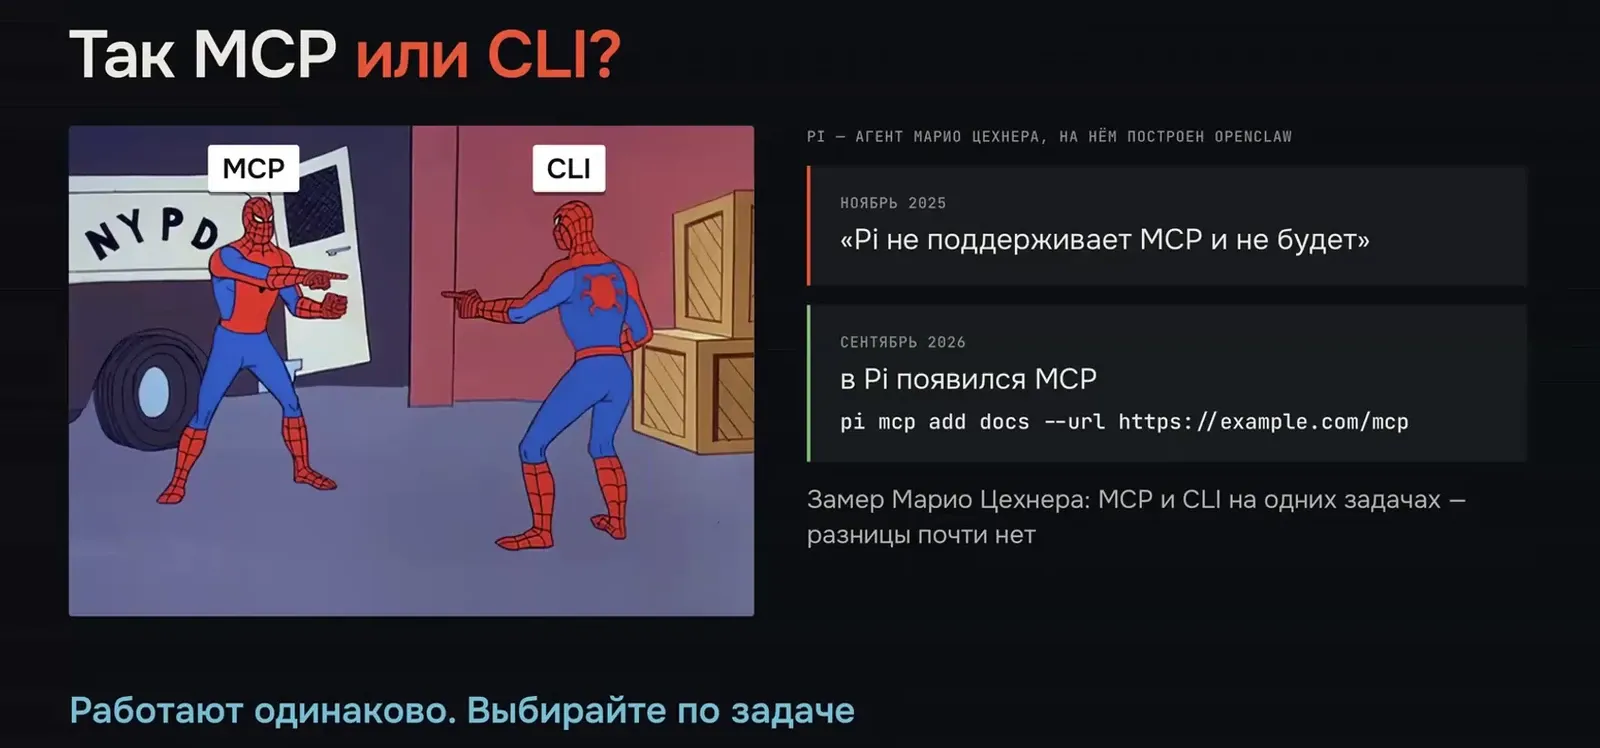 Так MCP или CLI?
MCP
CLI
NYPD
PI — АГЕНТ МАРИО ЦЕХНЕРА, НА НЁМ ПОСТРОЕН OPENCLAW
НОЯБРЬ 2025
«Pi не поддерживает MCP и не будет»
СЕНТЯБРЬ 2026
в Pi появился MCP
pi mcp add docs --url https://example.com/mcp
Замер Марио Цехнера: MCP и CLI на одних задачах —
разницы почти нет
Работают одинаково. Выбирайте по задаче